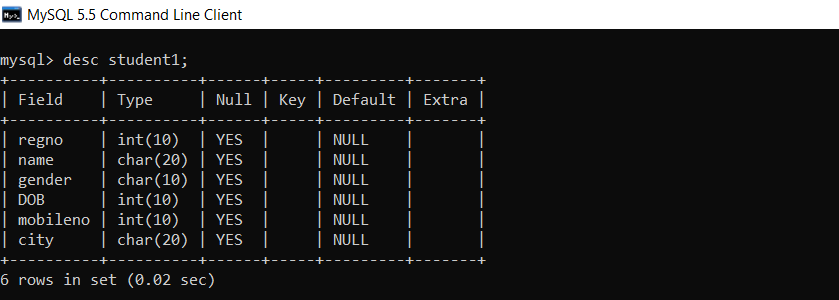 MySQL 5.5 Command Line Client
mysql> desc student1;
+----------+----------+------+-----+---------+-------+
| Field    | Type     | Null | Key | Default | Extra |
+----------+----------+------+-----+---------+-------+
| regno    | int(10)  | YES  |     | NULL    |       |
| name     | char(20) | YES  |     | NULL    |       |
| gender   | char(10) | YES  |     | NULL    |       |
| DOB      | int(10)  | YES  |     | NULL    |       |
| mobileno | int(10)  | YES  |     | NULL    |       |
| city     | char(20) | YES  |     | NULL    |       |
+----------+----------+------+-----+---------+-------+
6 rows in set (0.02 sec)